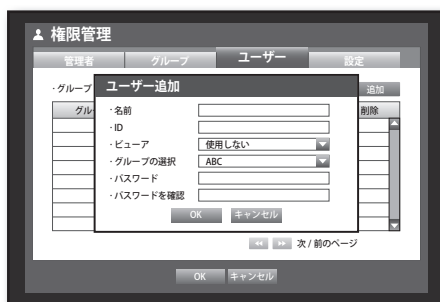 権限管理
管理者 グループ ユーザー 設定
・グループ 追加
グル 削除
ユーザー追加
・名前
・ID
・ビューア 使用しない
・グループの選択 ABC
・パスワード
・パスワードを確認
OK キャンセル
次 / 前のページ
OK キャンセル